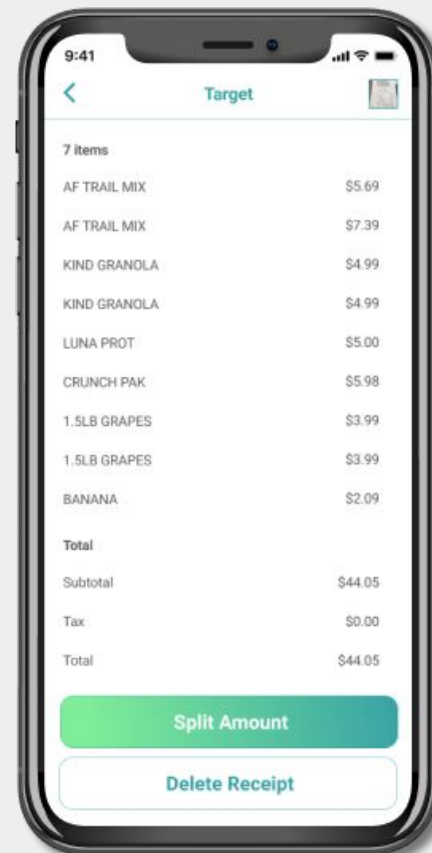 9:41
Target
7 items
AF TRAIL MIX $5.69
AF TRAIL MIX $7.39
KIND GRANOLA $4.99
KIND GRANOLA $4.99
LUNA PROT $5.00
CRUNCH PAK $5.98
1.5LB GRAPES $3.99
1.5LB GRAPES $3.99
BANANA $2.09
Total
Subtotal $44.05
Tax $0.00
Total $44.05
Split Amount
Delete Receipt